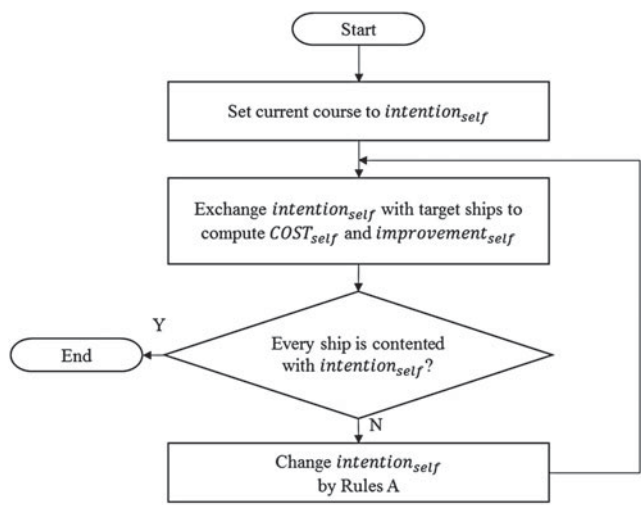 Start
Set current course to intention_self
Exchange intention_self with target ships to
compute COST_self and improvement_self
Y
End
Every ship is contented
with intention_self?
N
Change intention_self
by Rules A